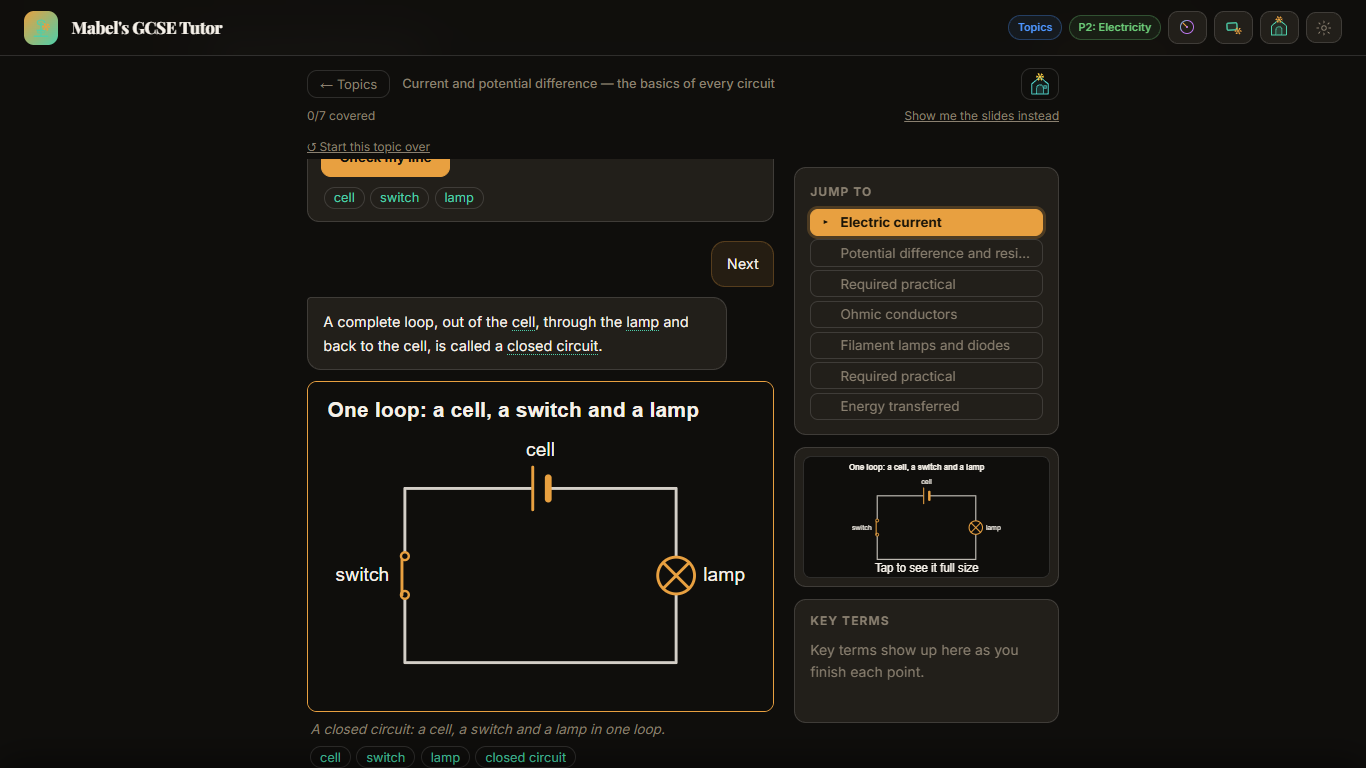 Mabel's GCSE Tutor
Topics
P2: Electricity
← Topics
Current and potential difference — the basics of every circuit
0/7 covered
Show me the slides instead
↺ Start this topic over
Check my line
cell
switch
lamp
Next
A complete loop, out of the cell, through the lamp and
back to the cell, is called a closed circuit.
One loop: a cell, a switch and a lamp
cell
switch
lamp
A closed circuit: a cell, a switch and a lamp in one loop.
cell
switch
lamp
closed circuit
JUMP TO
Electric current
Potential difference and resi...
Required practical
Ohmic conductors
Filament lamps and diodes
Required practical
Energy transferred
One loop: a cell, a switch and a lamp
cell
switch
lamp
Tap to see it full size
KEY TERMS
Key terms show up here as you
finish each point.